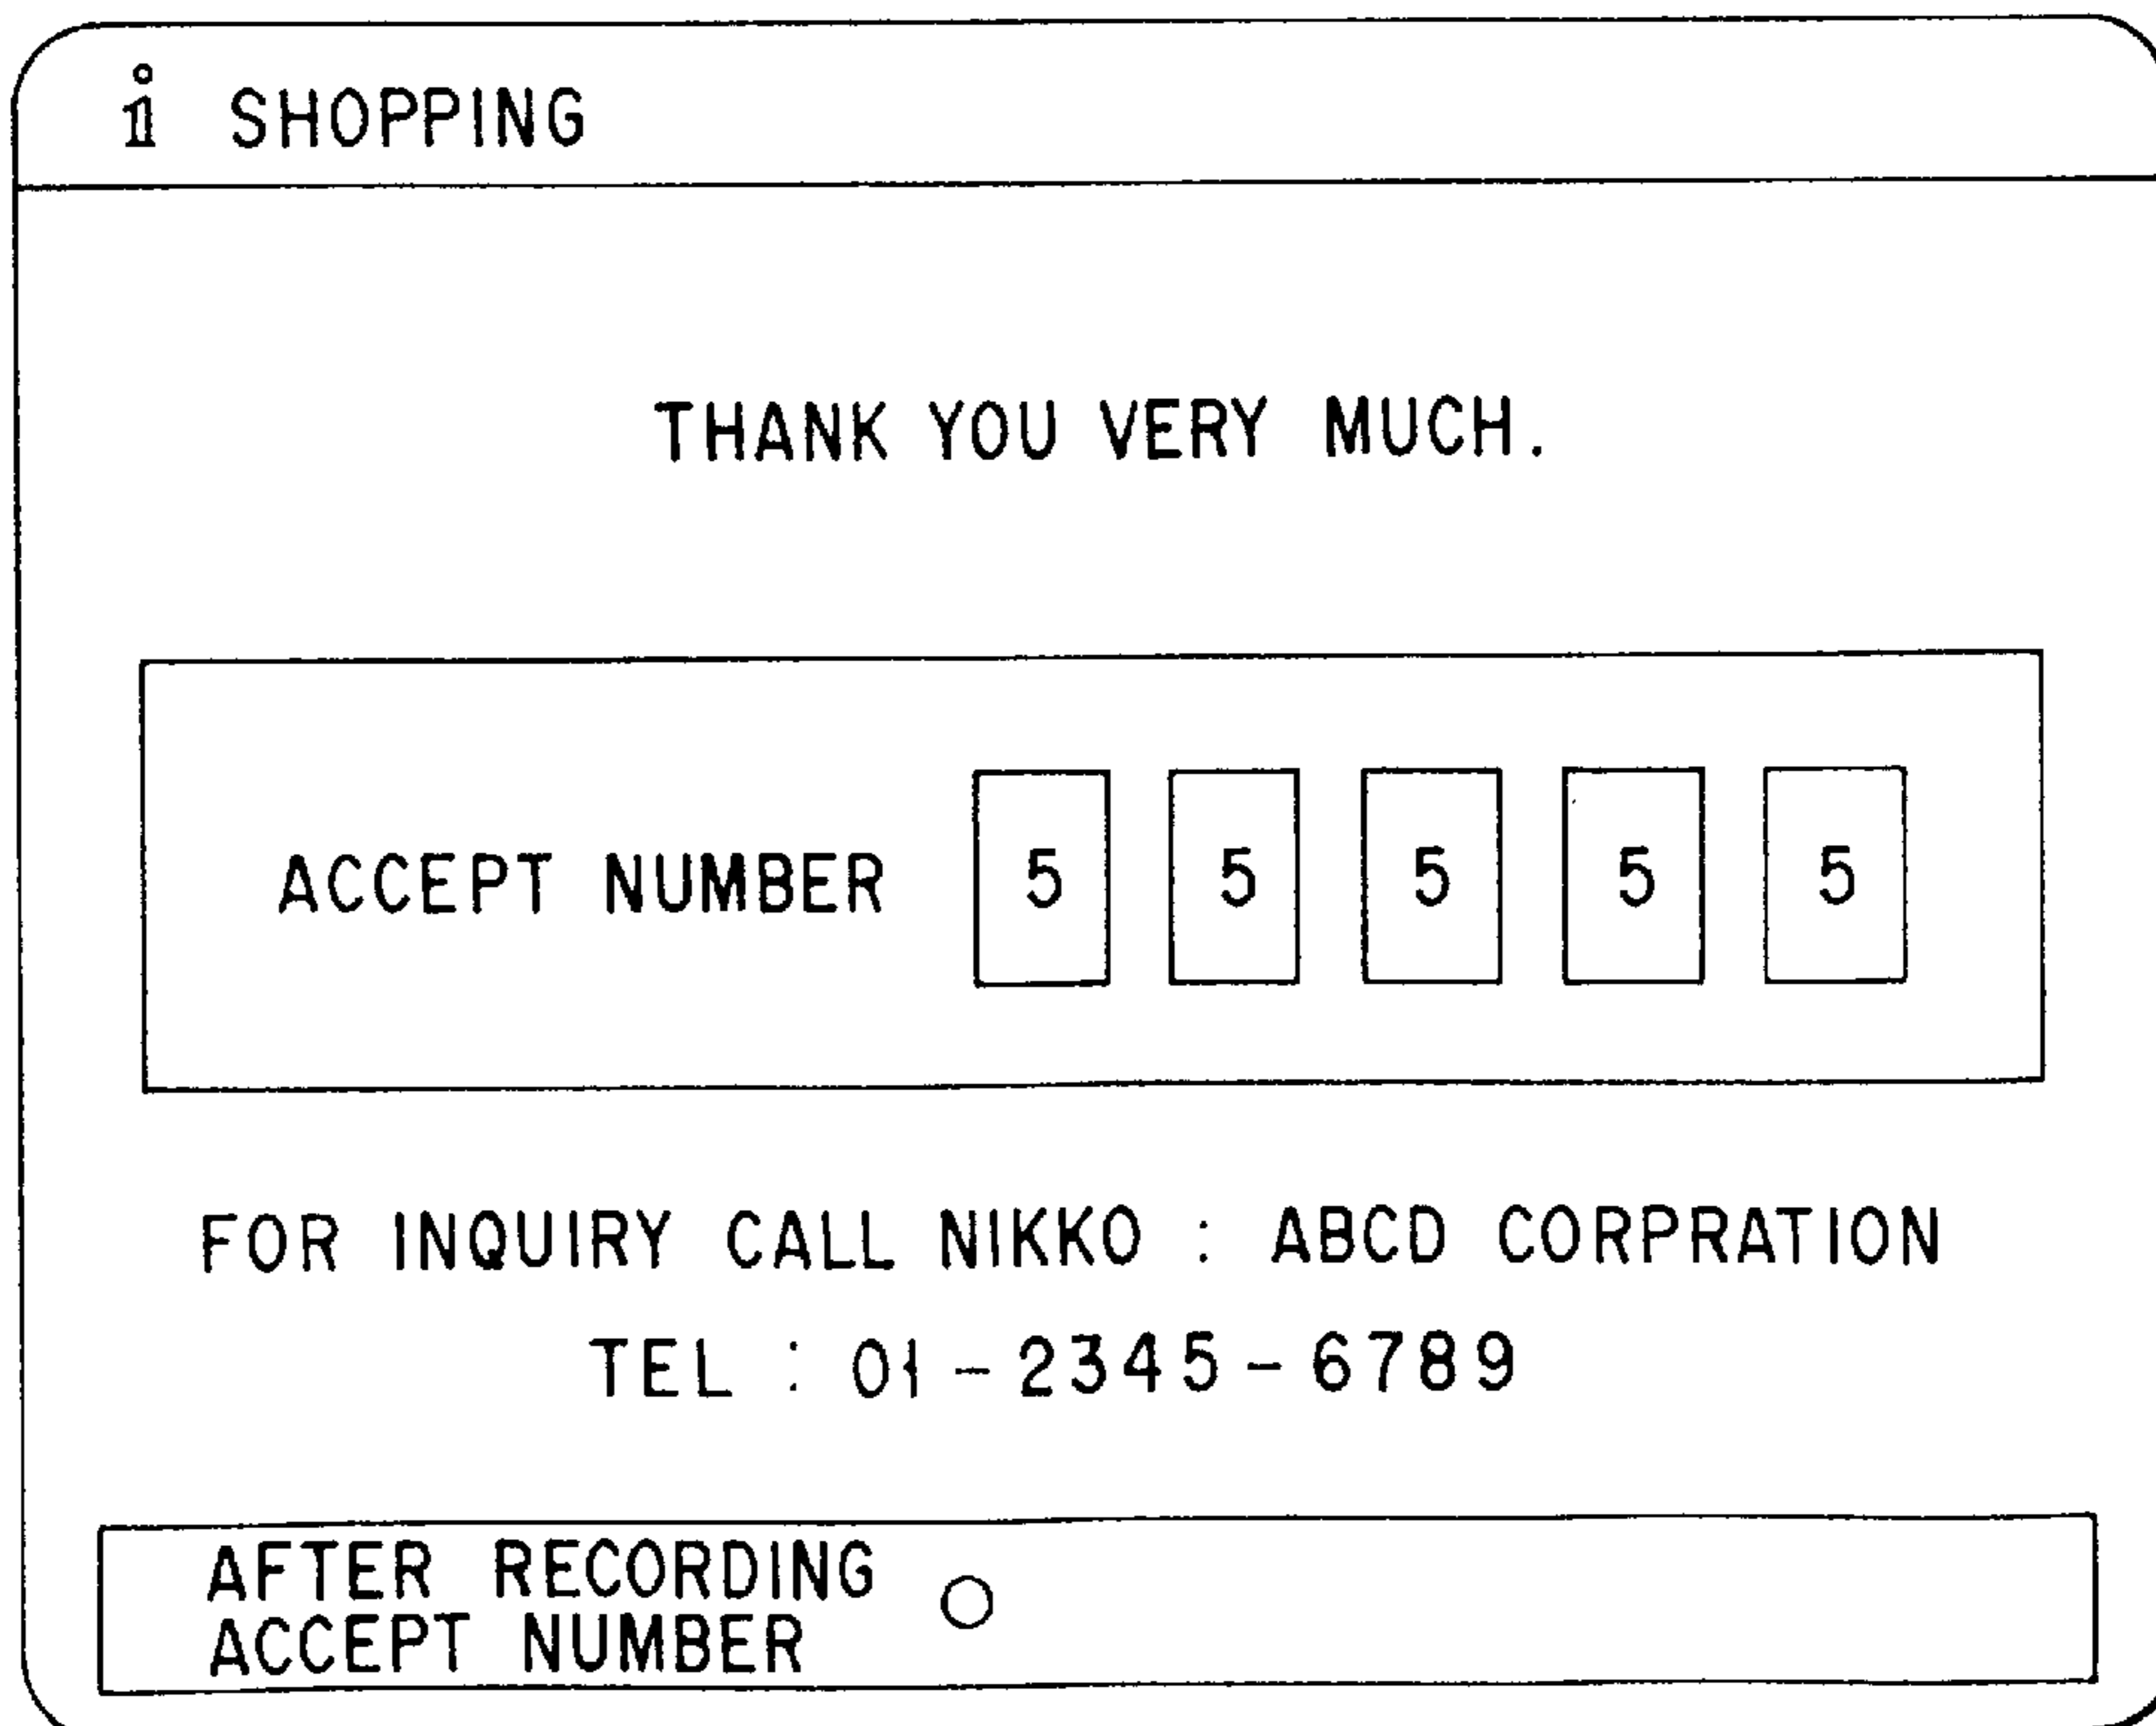 i SHOPPING
THANK YOU VERY MUCH.
ACCEPT NUMBER 5 5 5 5 5
FOR INQUIRY CALL NIKKO : ABCD CORPRATION
TEL : 01-2345-6789
AFTER RECORDING
ACCEPT NUMBER ○